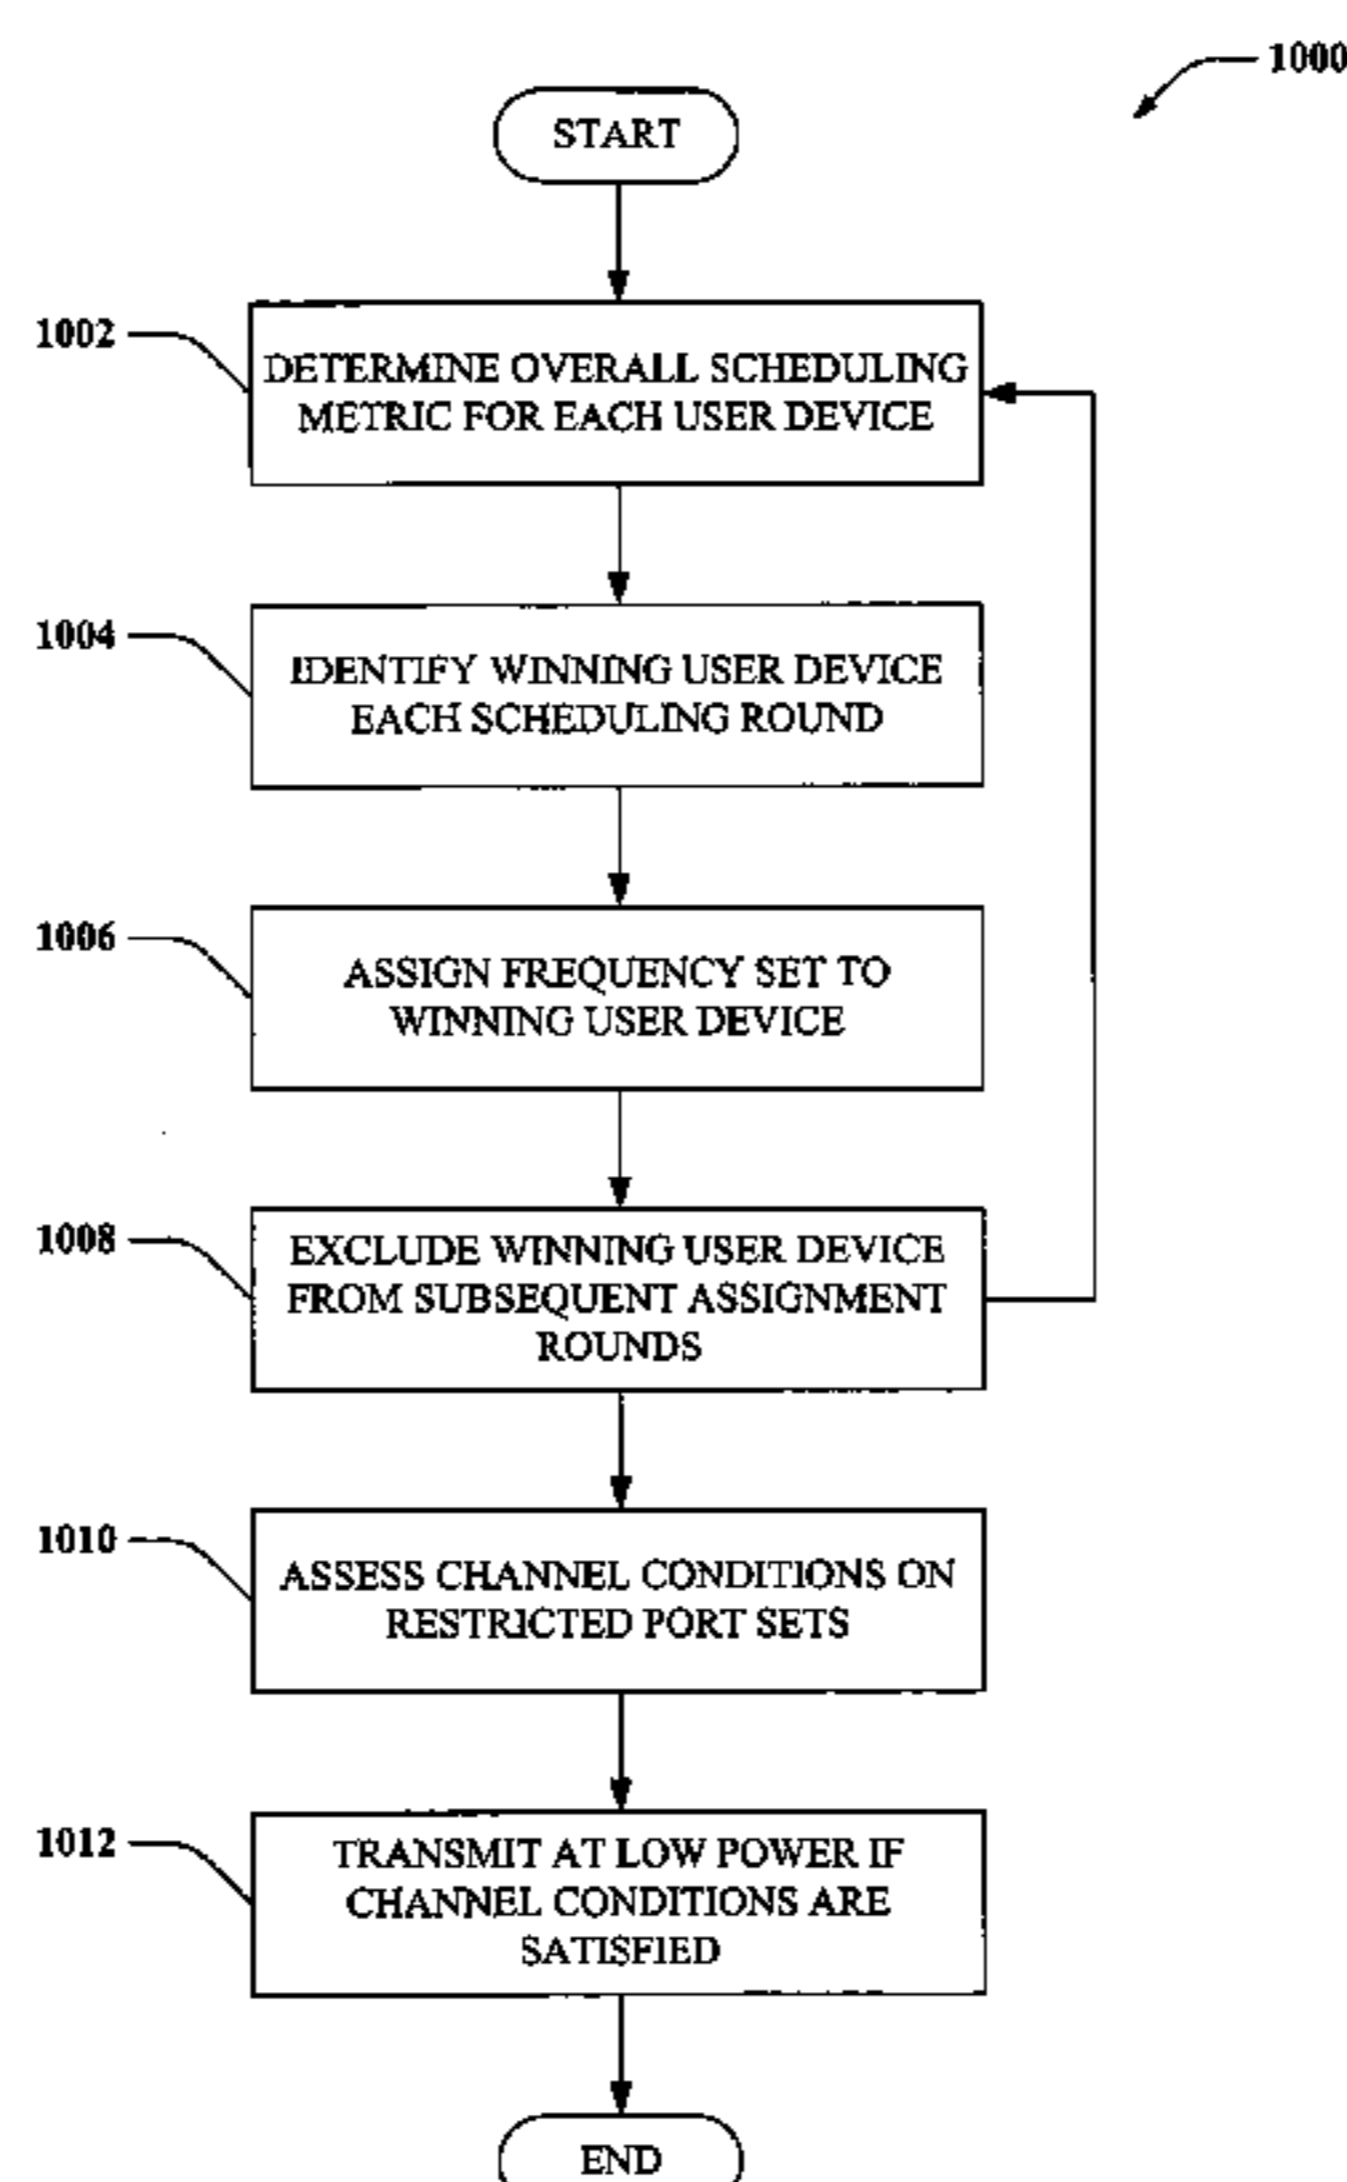 1000
START
1002
DETERMINE OVERALL SCHEDULING
METRIC FOR EACH USER DEVICE
1004
IDENTIFY WINNING USER DEVICE
EACH SCHEDULING ROUND
1006
ASSIGN FREQUENCY SET TO
WINNING USER DEVICE
1008
EXCLUDE WINNING USER DEVICE
FROM SUBSEQUENT ASSIGNMENT
ROUNDS
1010
ASSESS CHANNEL CONDITIONS ON
RESTRICTED PORT SETS
1012
TRANSMIT AT LOW POWER IF
CHANNEL CONDITIONS ARE
SATISFIED
END